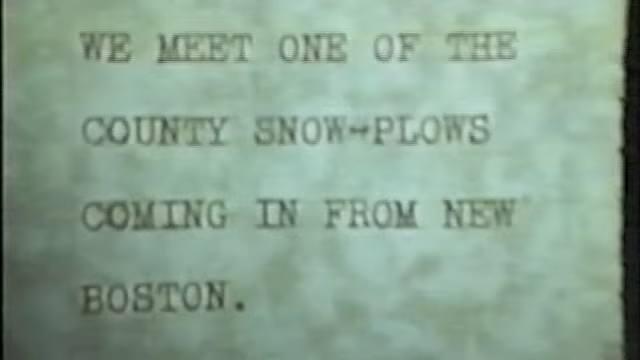 WE MEET ONE OF THE
COUNTY SNOW-PLOWS
COMING IN FROM NEW
BOSTON.